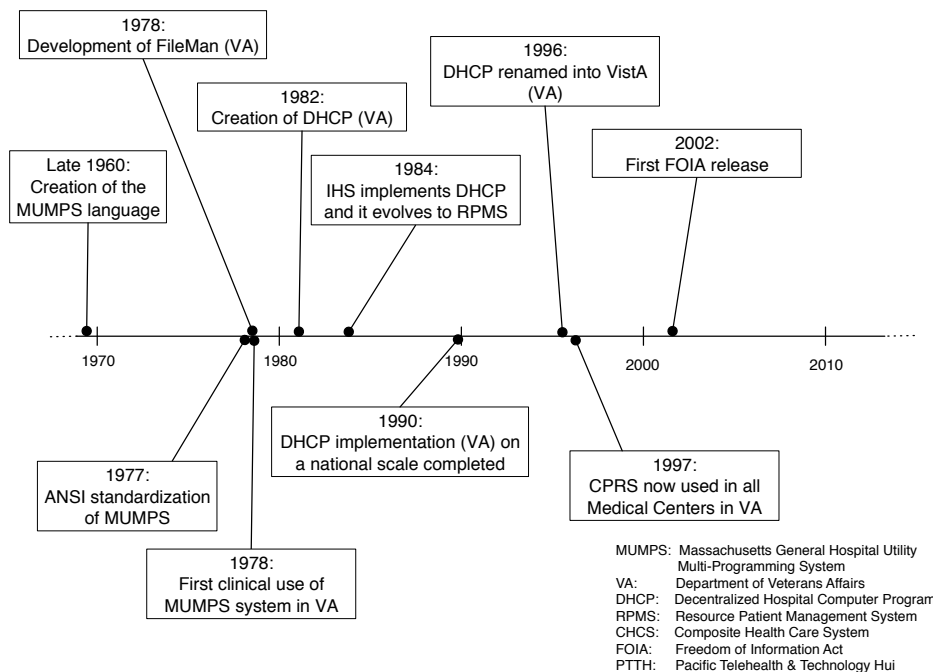 1978:
Development of FileMan (VA)
1996:
DHCP renamed into VistA
(VA)
1982:
Creation of DHCP (VA)
2002:
First FOIA release
Late 1960:
Creation of the
MUMPS language
1984:
IHS implements DHCP
and it evolves to RPMS
1970
1980
1990
2000
2010
1990:
DHCP implementation (VA) on
a national scale completed
1977:
ANSI standardization
of MUMPS
1997:
CPRS now used in all
Medical Centers in VA
1978:
First clinical use of
MUMPS system in VA
MUMPS: Massachusetts General Hospital Utility
Multi-Programming System
VA: Department of Veterans Affairs
DHCP: Decentralized Hospital Computer Program
RPMS: Resource Patient Management System
CHCS: Composite Health Care System
FOIA: Freedom of Information Act
PTTH: Pacific Telehealth & Technology Hui